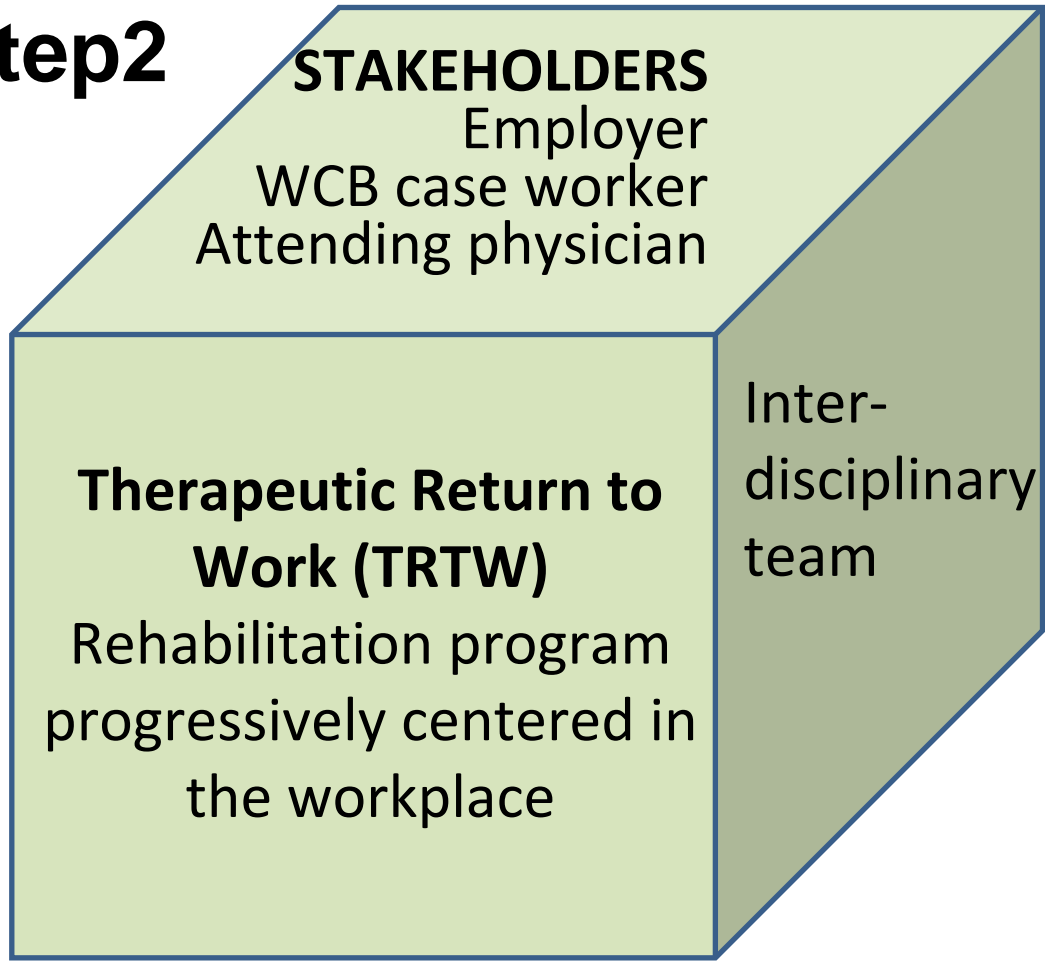 tep2
STAKEHOLDERS
Employer
WCB case worker
Attending physician
Therapeutic Return to
Work (TRTW)
Rehabilitation program
progressively centered in
the workplace
Inter-
disciplinary
team